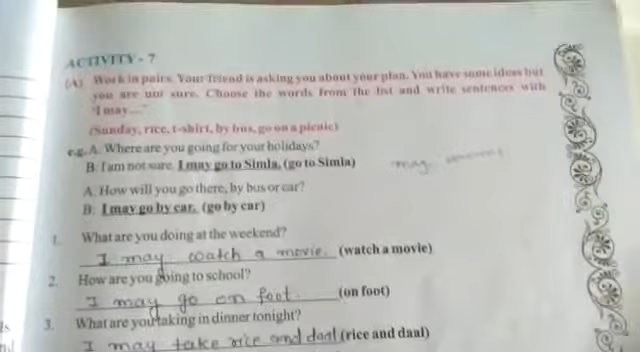 ACTIVITY - 7
(A) Work in pairs. Your friend is asking you about your plan. You have some ideas but
you are not sure. Choose the words from the list and write sentences with
"I may...."
(Sunday, rice, t-shirt, by bus, go on a picnic)
e.g. A. Where are you going for your holidays?
B. I am not sure. I may go to Simla. (go to Simla)
may
A. How will you go there, by bus or car?
B. I may go by car. (go by car)
1. What are you doing at the weekend?
I may watch a movie. (watch a movie)
2. How are you going to school?
I may go on foot. (on foot)
3. What are you taking in dinner tonight?
I may take rice and daal (rice and daal)